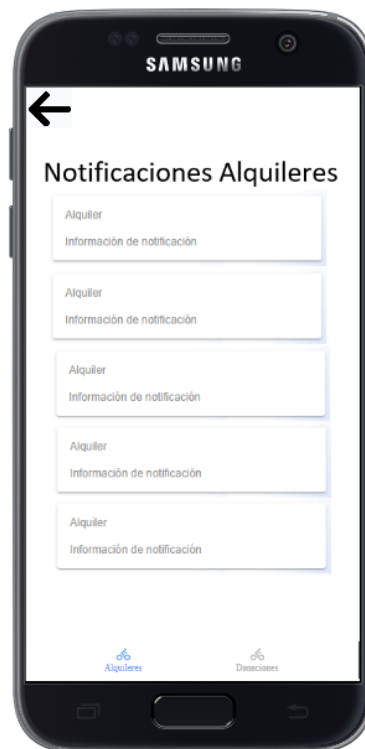 SAMSUNG
Notificaciones Alquileres
Alquiler
Información de notificación
Alquiler
Información de notificación
Alquiler
Información de notificación
Alquiler
Información de notificación
Alquiler
Información de notificación
Alquileres Donaciones